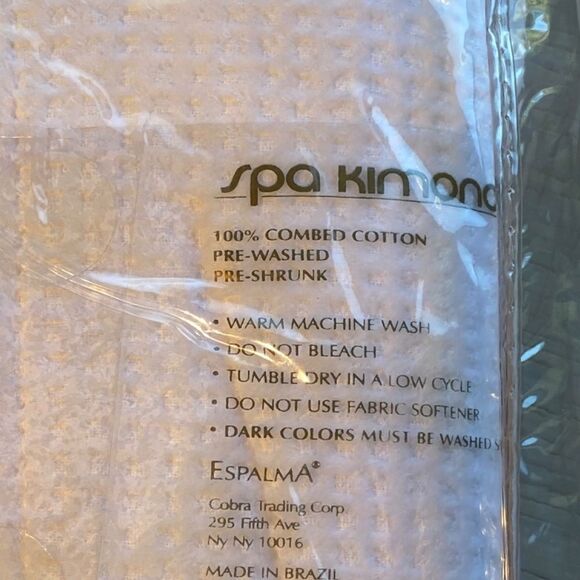 spa kimono
100% COMBED COTTON
PRE-WASHED
PRE-SHRUNK
• WARM MACHINE WASH
• DO NOT BLEACH
• TUMBLE DRY IN A LOW CYCLE
• DO NOT USE FABRIC SOFTENER
• DARK COLORS MUST BE WASHED
ESPALMA®
Cobra Trading Corp
295 Fifth Ave
Ny Ny 10016
MADE IN BRAZIL